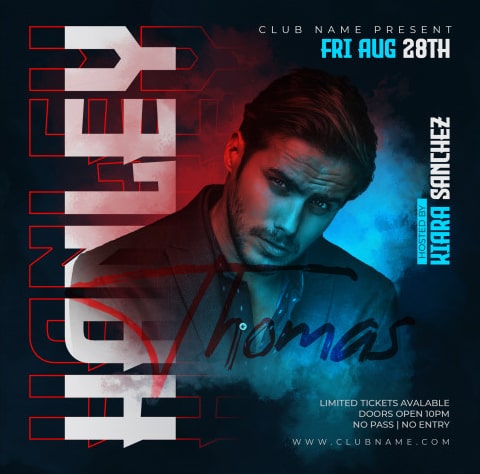 CLUB NAME PRESENT
FRI AUG 28TH
HANLEY
Thomas
HOSTED BY
KIARA SANCHEZ
LIMITED TICKETS AVALABLE
DOORS OPEN 10PM
NO PASS | NO ENTRY
WWW.CLUBNAME.COM